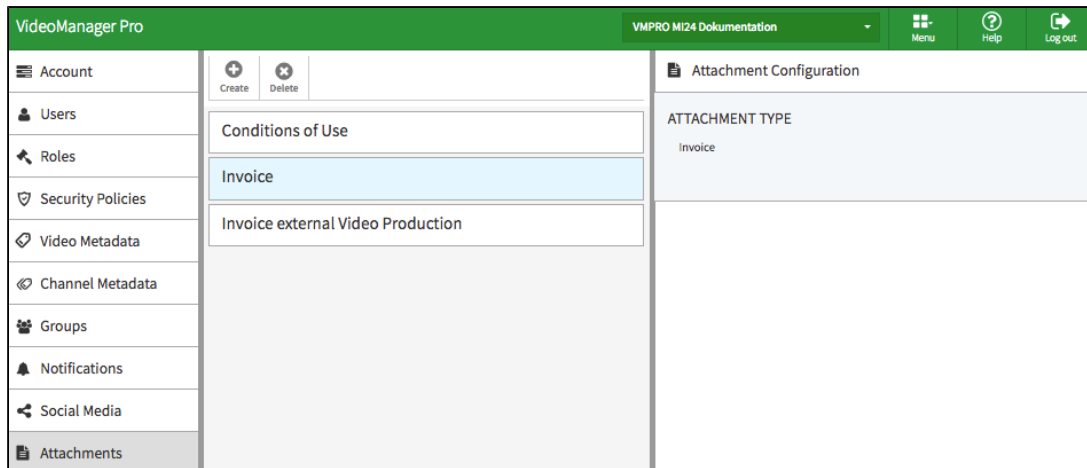 VideoManager Pro
VMPRO MI24 Dokumentation
Menu
Help
Log out
Account
Users
Roles
Security Policies
Video Metadata
Channel Metadata
Groups
Notifications
Social Media
Attachments
Create
Delete
Conditions of Use
Invoice
Invoice external Video Production
Attachment Configuration
ATTACHMENT TYPE
Invoice